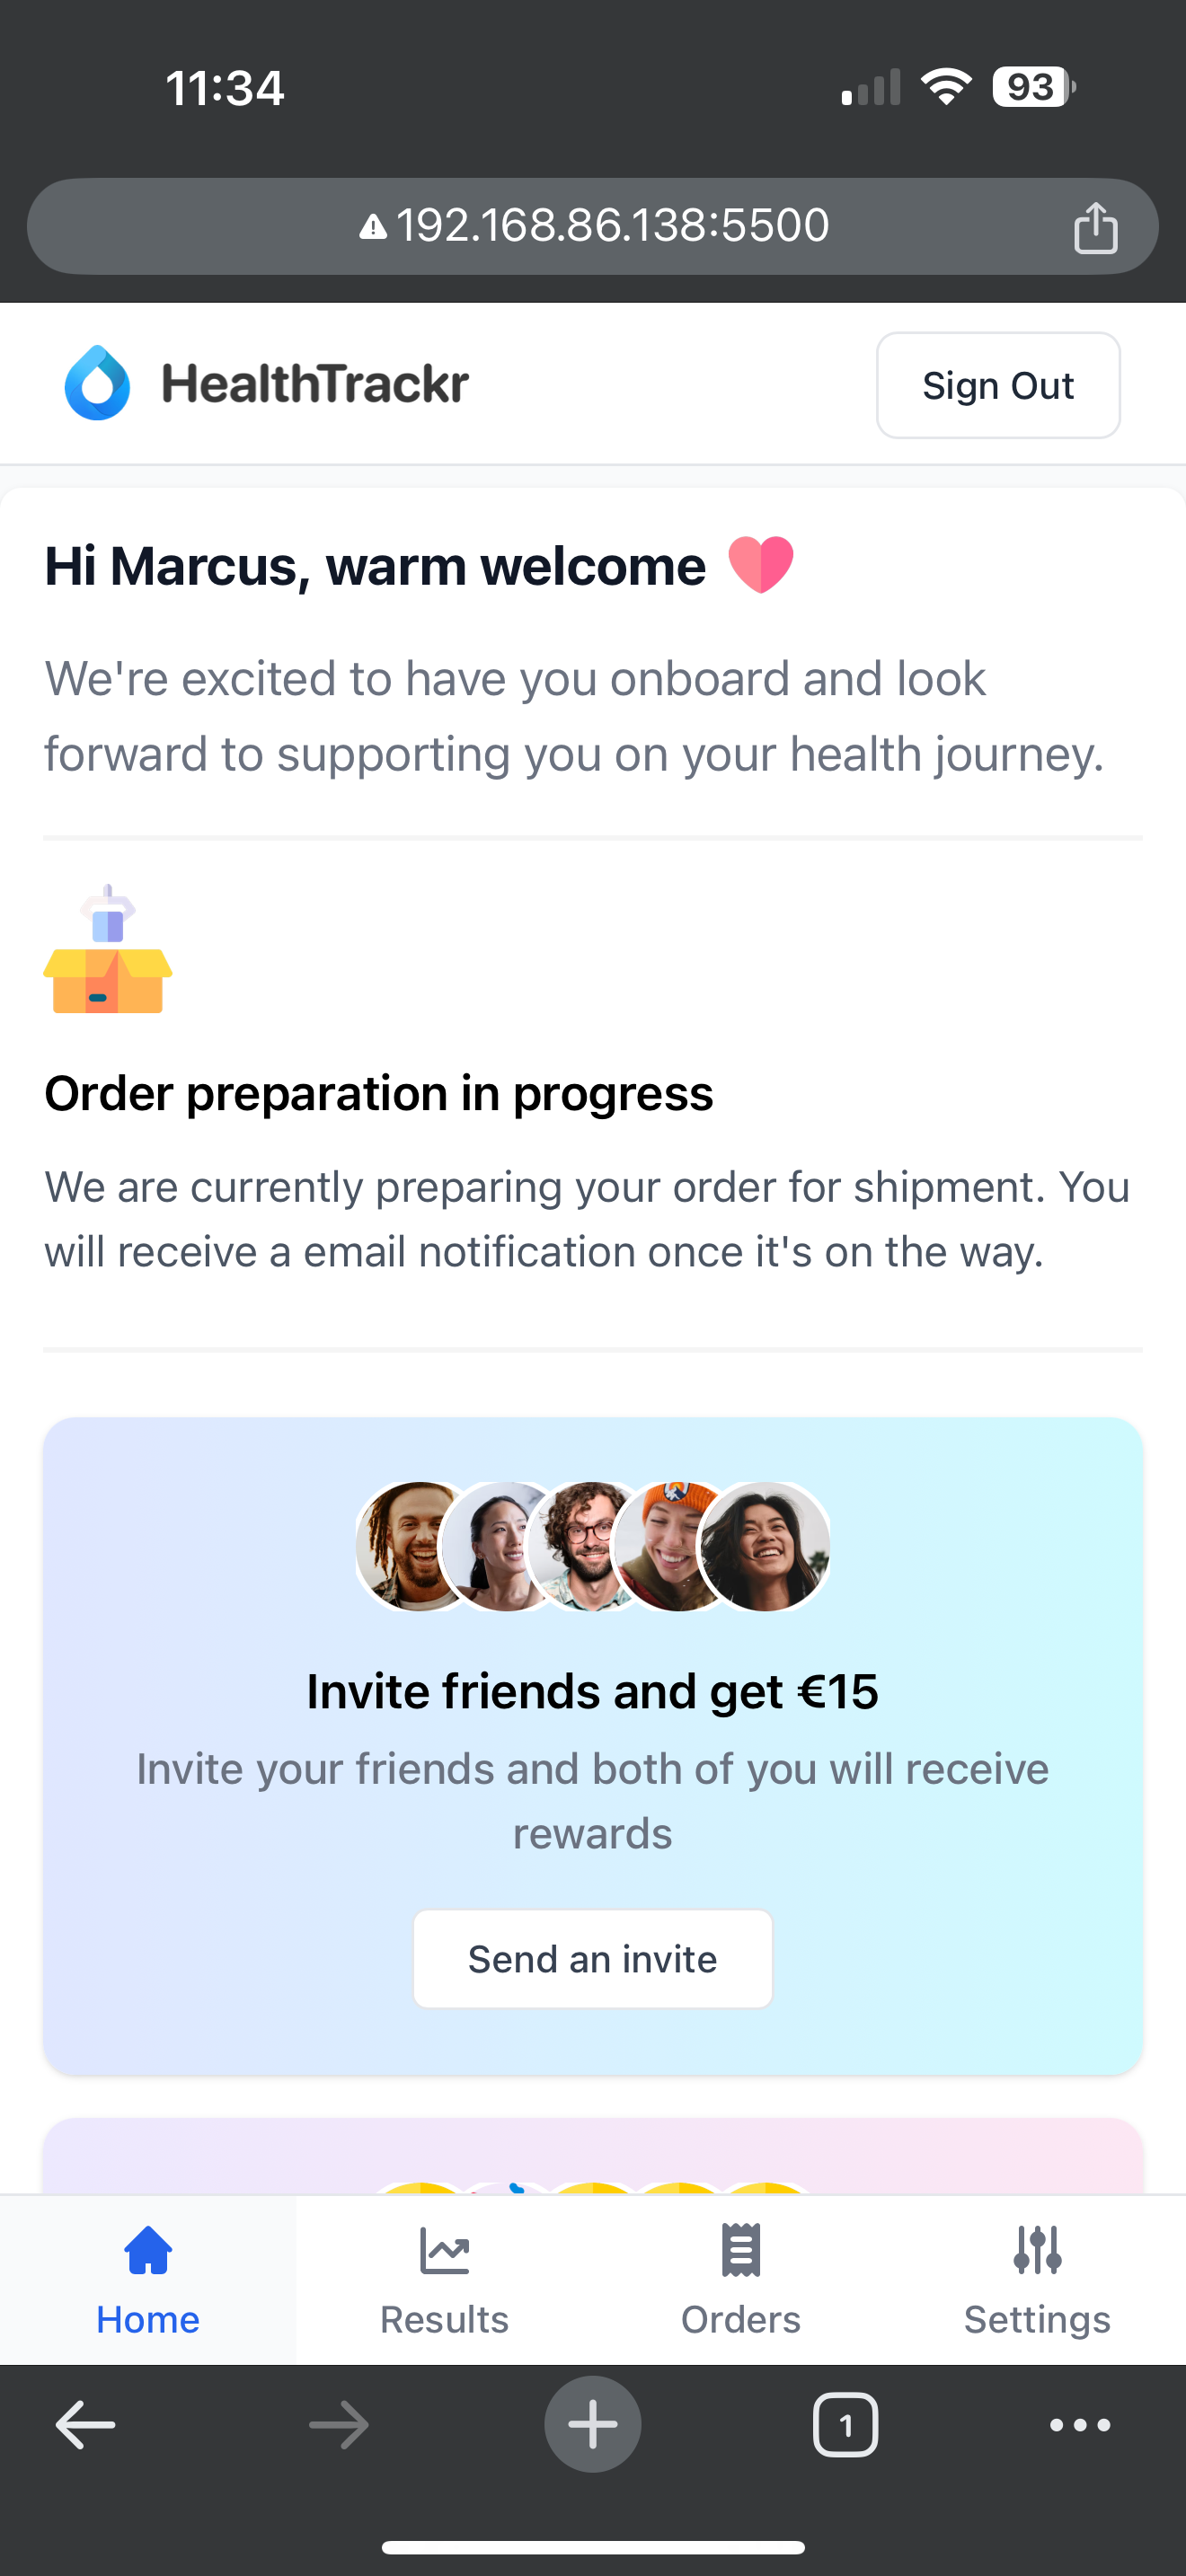 11:34
93
192.168.86.138:5500
HealthTrackr
Sign Out
Hi Marcus, warm welcome
We're excited to have you onboard and look
forward to supporting you on your health journey.
Order preparation in progress
We are currently preparing your order for shipment. You
will receive a email notification once it's on the way.
Invite friends and get €15
Invite your friends and both of you will receive
rewards
Send an invite
Home
Results
Orders
Settings
1